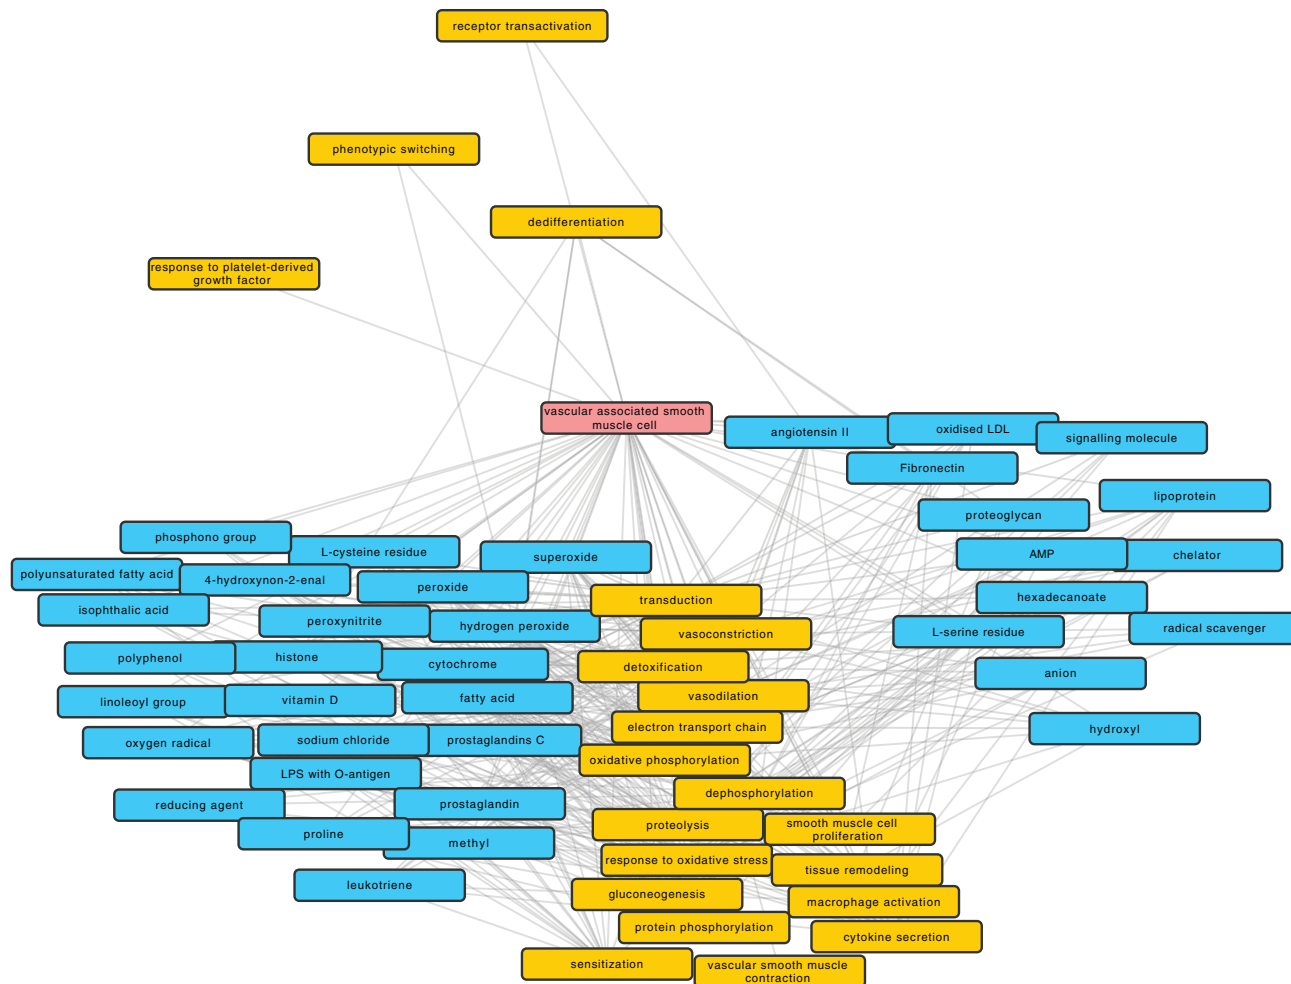 receptor transactivation
phenotypic switching
dedifferentiation
response to platelet-derived
growth factor
vascular associated smooth
muscle cell
angiotensin II
oxidised LDL
signalling molecule
Fibronectin
lipoprotein
proteoglycan
phosphono group
L-cysteine residue
superoxide
AMP
chelator
polyunsaturated fatty acid
4-hydroxynon-2-enal
peroxide
transduction
hexadecanoate
isophthalic acid
peroxynitrite
hydrogen peroxide
vasoconstriction
L-serine residue
radical scavenger
polyphenol
histone
cytochrome
detoxification
anion
linoleoyl group
vitamin D
fatty acid
vasodilation
electron transport chain
hydroxyl
oxygen radical
sodium chloride
prostaglandins C
oxidative phosphorylation
LPS with O-antigen
dephosphorylation
reducing agent
prostaglandin
proteolysis
smooth muscle cell
proliferation
proline
methyl
response to oxidative stress
tissue remodeling
leukotriene
gluconeogenesis
macrophage activation
protein phosphorylation
cytokine secretion
sensitization
vascular smooth muscle
contraction